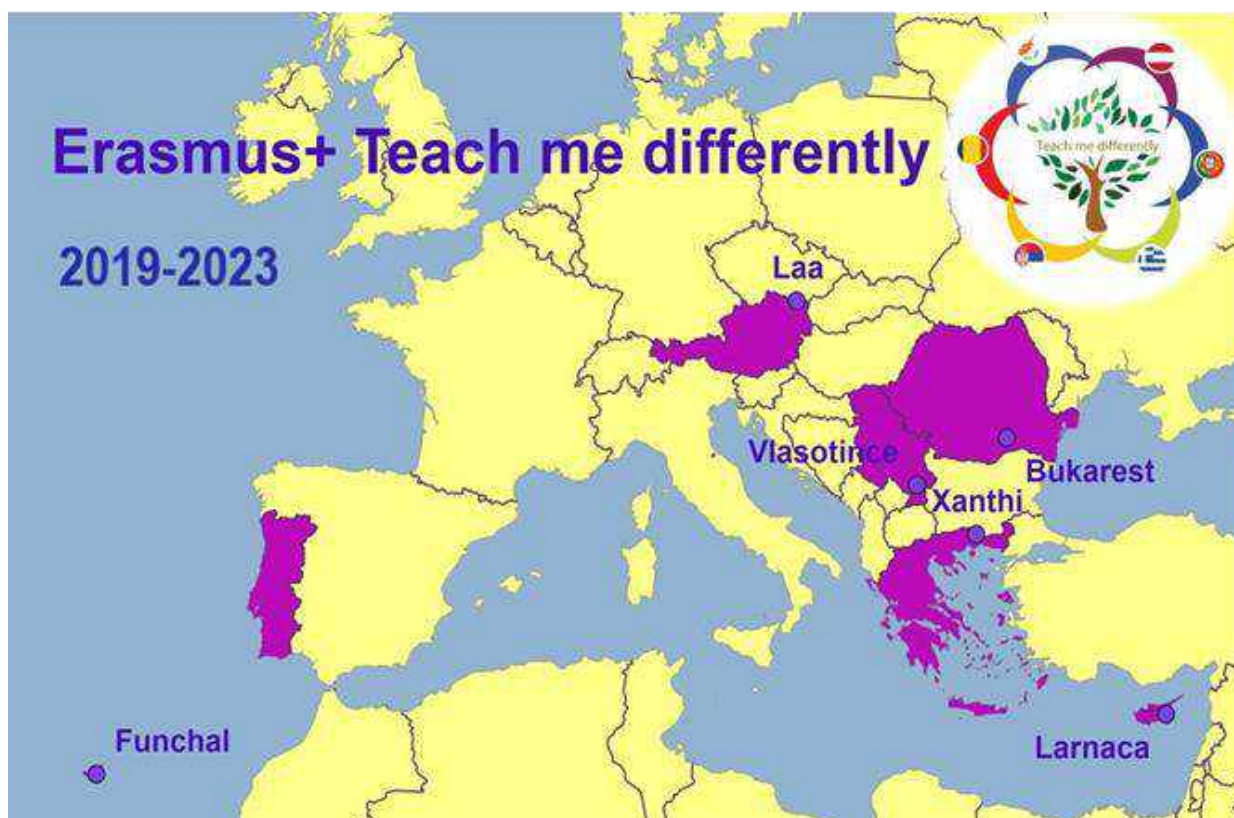 Erasmus+ Teach me differently
Teach me differently
2019-2023
Laa
Vlasotince
Bukarest
Xanthi
Funchal
Larnaca